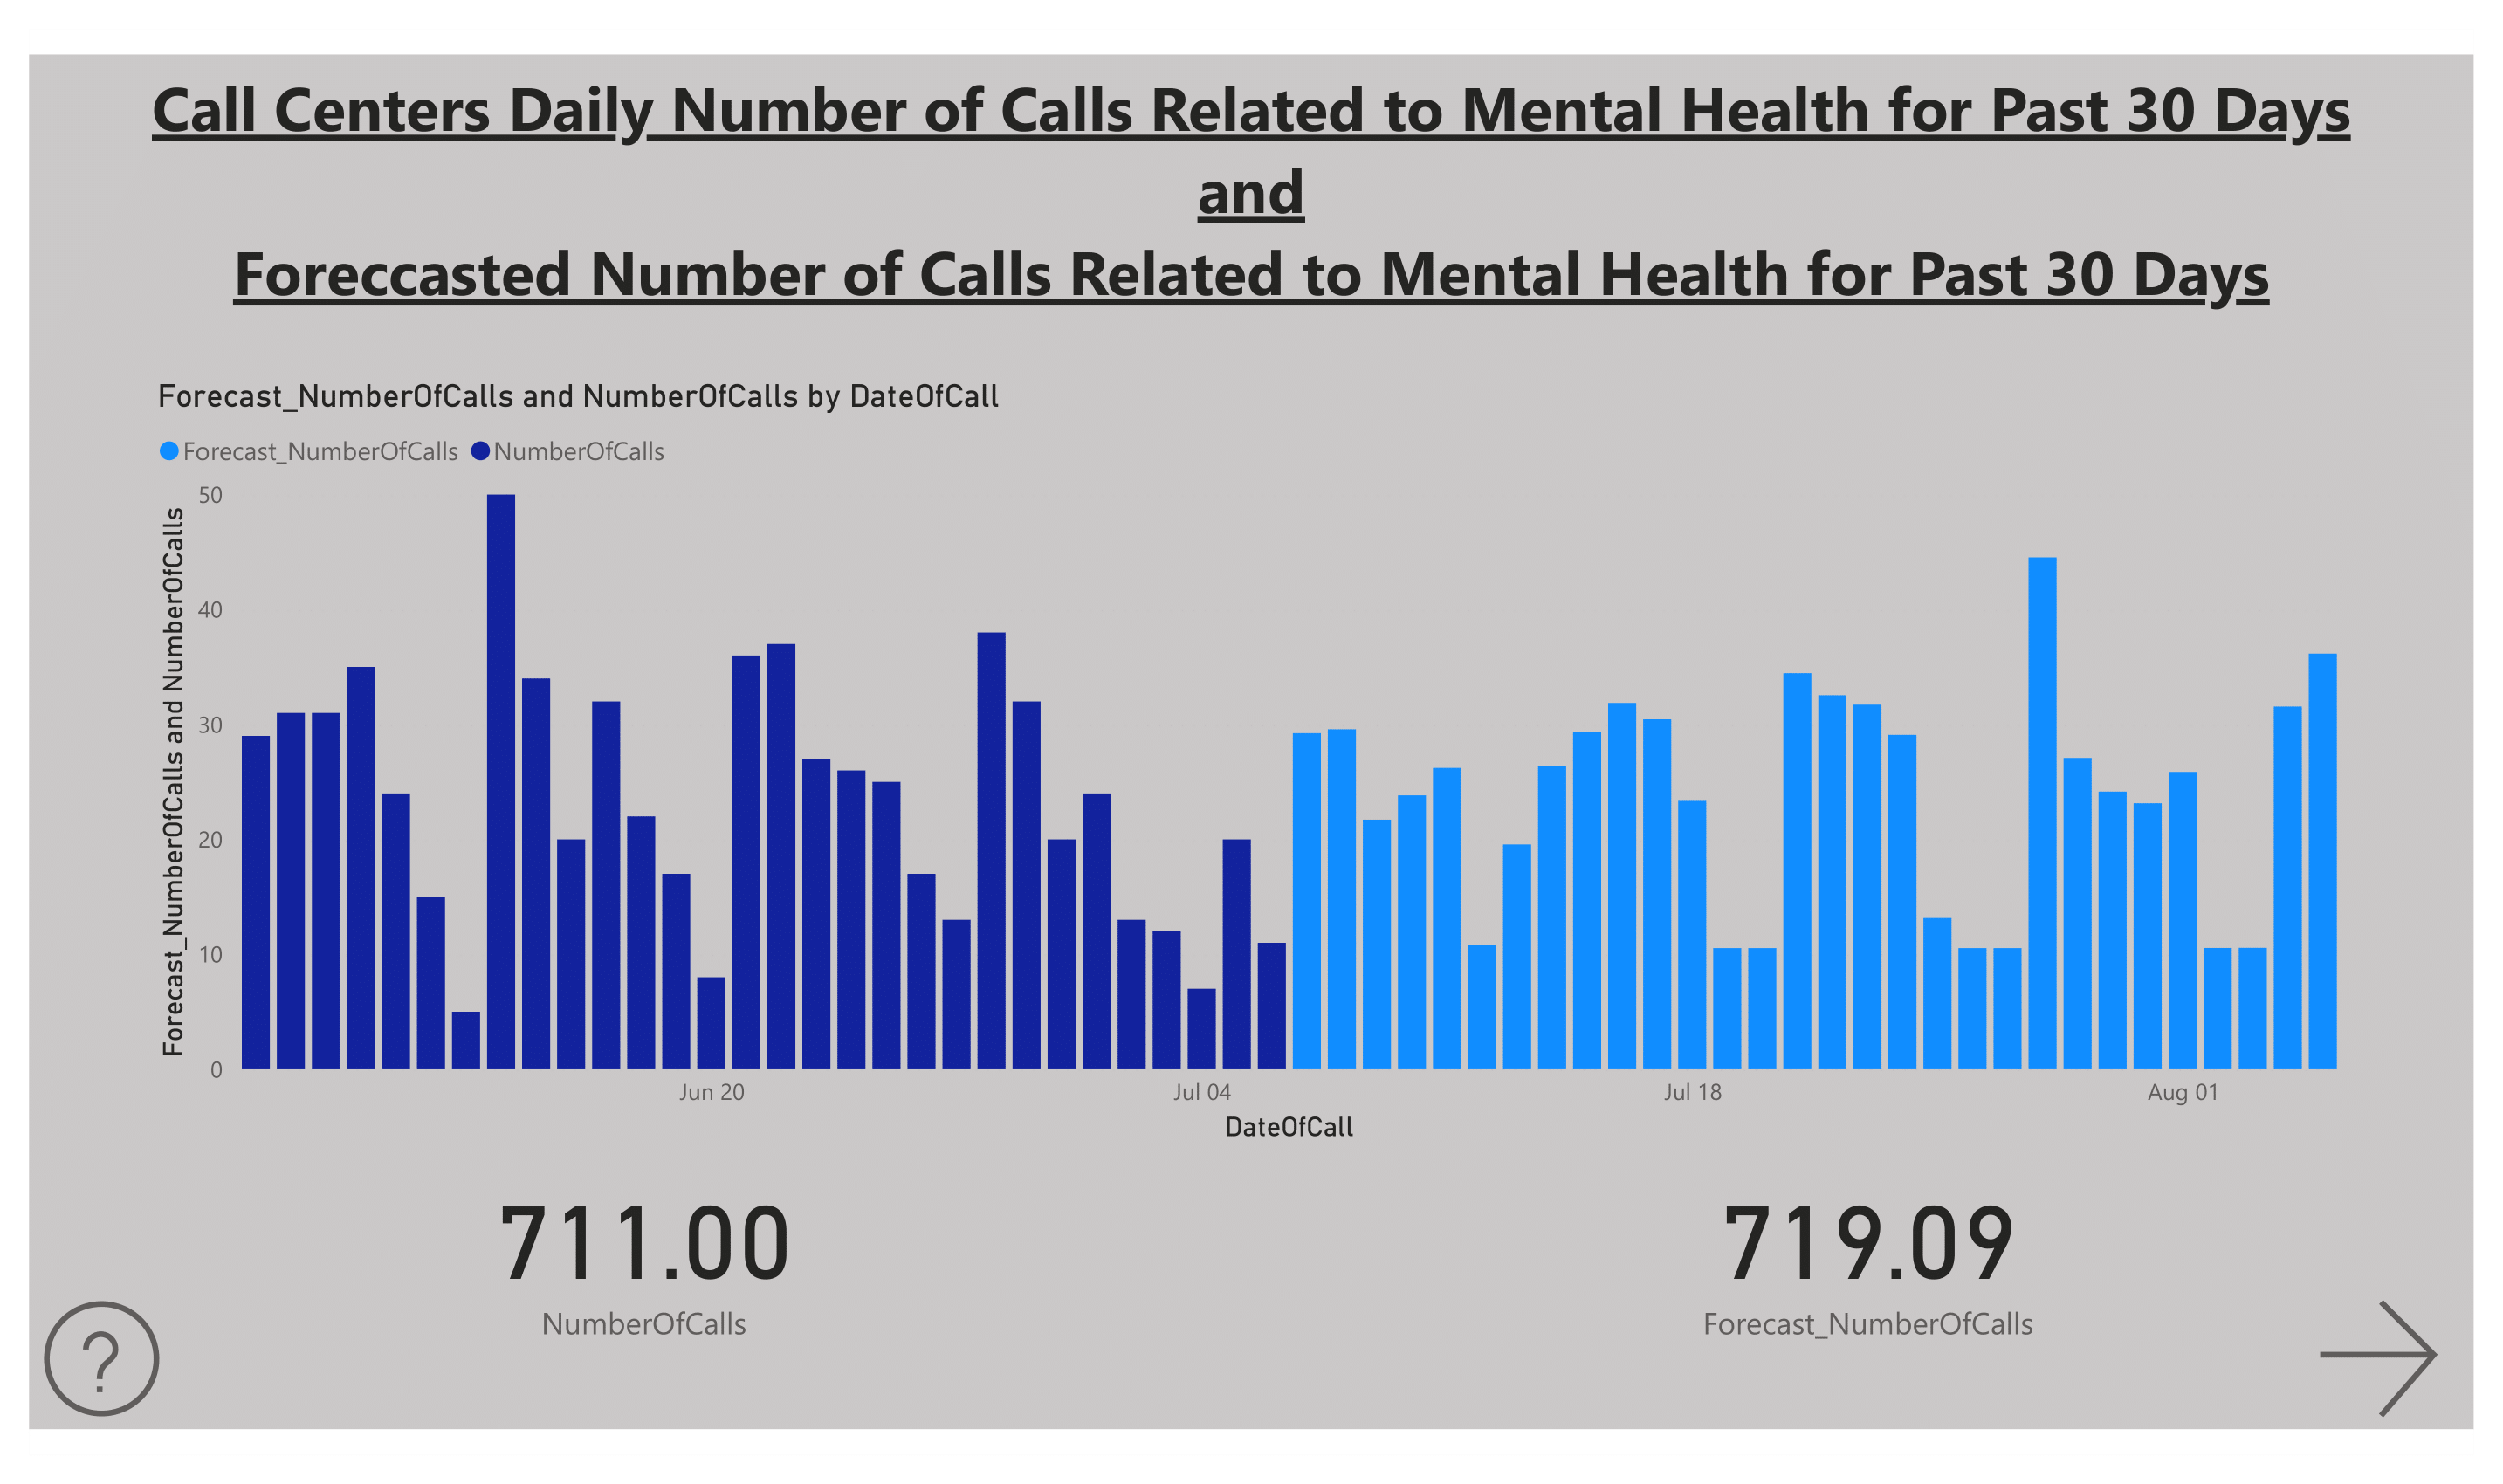 Call Centers Daily Number of Calls Related to Mental Health for Past 30 Days
and
Foreccasted Number of Calls Related to Mental Health for Past 30 Days
Forecast_NumberOfCalls and NumberOfCalls by DateOfCall
Forecast_NumberOfCalls NumberOfCalls
Forecast_NumberOfCalls and NumberOfCalls
50
40
30
20
10
0
Jun 20 Jul 04 Jul 18 Aug 01
DateOfCall
711.00 719.09
NumberOfCalls Forecast_NumberOfCalls
?